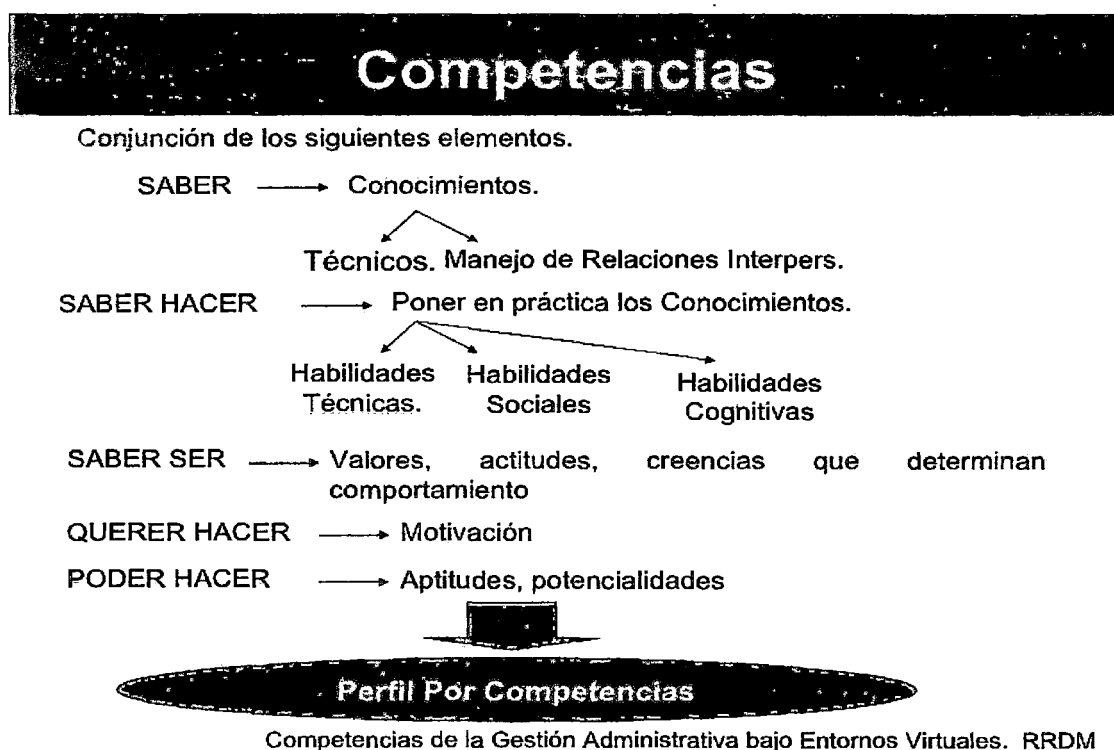 Competencias
Conjunción de los siguientes elementos.
SABER Conocimientos.
Técnicos. Manejo de Relaciones Interpers.
SABER HACER Poner en práctica los Conocimientos.
Habilidades Habilidades Habilidades
Técnicas. Sociales Cognitivas
SABER SER Valores, actitudes, creencias que determinan
comportamiento
QUERER HACER Motivación
PODER HACER Aptitudes, potencialidades
Perfil Por Competencias
Competencias de la Gestión Administrativa bajo Entornos Virtuales. RRDM